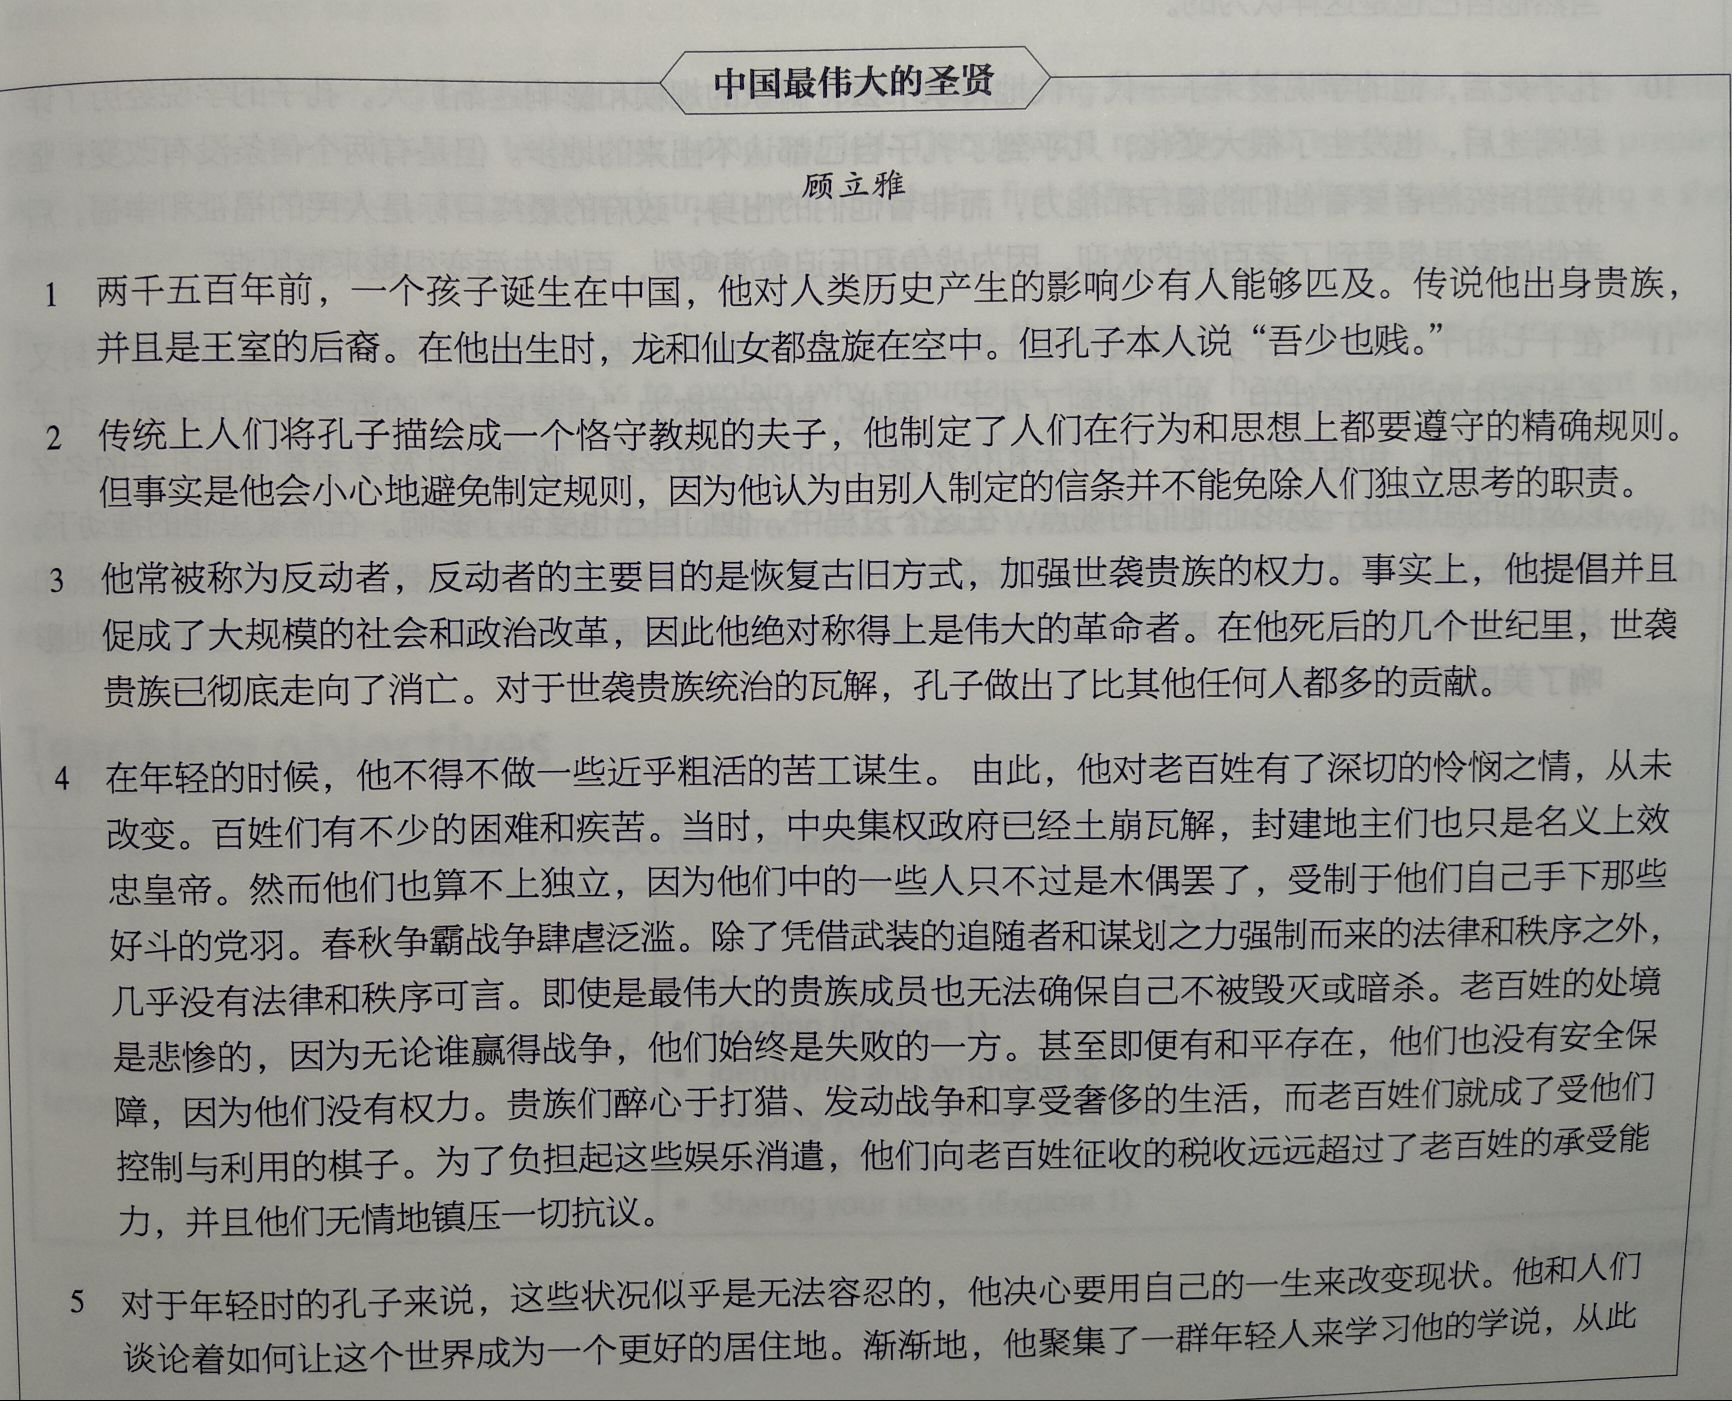 中国最伟大的圣贤
顾立雅
1 两千五百年前，一个孩子诞生在中国，他对人类历史产生的影响少有人能够匹及。传说他出身贵族，
并且是王室的后裔。在他出生时，龙和仙女都盘旋在空中。但孔子本人说“吾少也贱。”
2 传统上人们将孔子描绘成一个恪守教规的夫子，他制定了人们在行为和思想上都要遵守的精确规则。
但事实是他会小心地避免制定规则，因为他认为由别人制定的信条并不能免除人们独立思考的职责。
3 他常被称为反动者，反动者的主要目的是恢复古旧方式，加强世袭贵族的权力。事实上，他提倡并且
促成了大规模的社会和政治改革，因此他绝对称得上是伟大的革命者。在他死后的几个世纪里，世袭
贵族已彻底走向了消亡。对于世袭贵族统治的瓦解，孔子做出了比其他任何人都多的贡献。
4 在年轻的时候，他不得不做一些近乎粗活的苦工谋生。 由此，他对老百姓有了深切的怜悯之情，从未
改变。百姓们有不少的困难和疾苦。当时，中央集权政府已经土崩瓦解，封建地主们也只是名义上效
忠皇帝。然而他们也算不上独立，因为他们中的一些人只不过是木偶罢了，受制于他们自己手下那些
好斗的党羽。春秋争霸战争肆虐泛滥。除了凭借武装的追随者和谋划之力强制而来的法律和秩序之外，
几乎没有法律和秩序可言。即使是最伟大的贵族成员也无法确保自己不被毁灭或暗杀。老百姓的处境
是悲惨的，因为无论谁赢得战争，他们始终是失败的一方。甚至即便有和平存在，他们也没有安全保
障，因为他们没有权力。贵族们醉心于打猎、发动战争和享受奢侈的生活，而老百姓们就成了受他们
控制与利用的棋子。为了负担起这些娱乐消遣，他们向老百姓征收的税收远远超过了老百姓的承受能
力，并且他们无情地镇压一切抗议。
5 对于年轻时的孔子来说，这些状况似乎是无法容忍的，他决心要用自己的一生来改变现状。他和人们
谈论着如何让这个世界成为一个更好的居住地。渐渐地，他聚集了一群年轻人来学习他的学说，从此